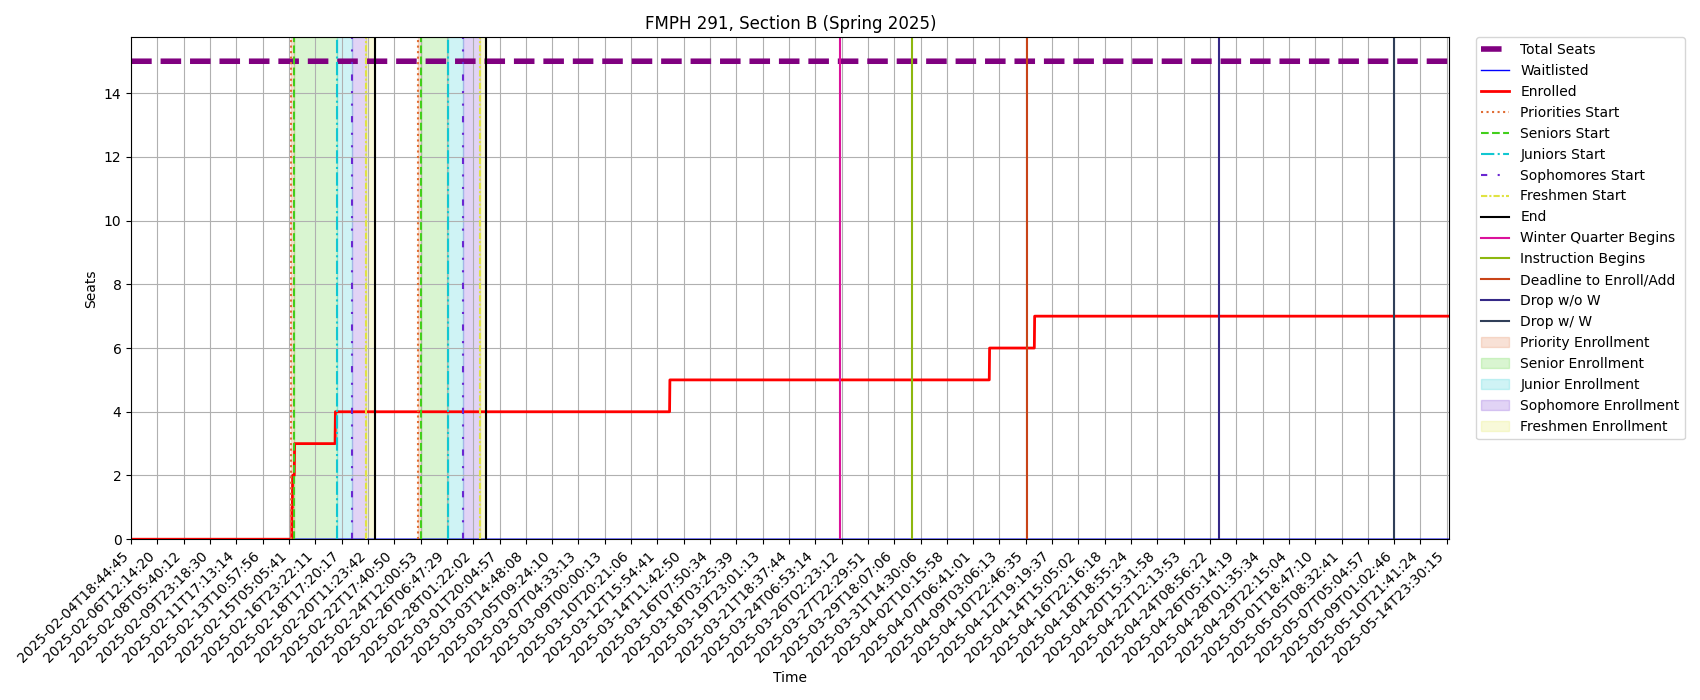 FMPH 291, Section B (Spring 2025)
Seats
14
12
10
8
6
4
2
0
2025-02-04T18:44:45
2025-02-06T12:14:20
2025-02-08T05:40:12
2025-02-09T23:18:30
2025-02-11T17:13:14
2025-02-13T10:57:56
2025-02-15T05:05:41
2025-02-16T23:22:11
2025-02-18T17:20:17
2025-02-20T11:23:42
2025-02-22T17:40:50
2025-02-24T12:00:53
2025-02-26T06:47:29
2025-02-28T01:22:02
2025-03-01T20:04:57
2025-03-03T14:48:08
2025-03-05T09:24:10
2025-03-07T04:33:13
2025-03-09T00:00:13
2025-03-10T20:21:06
2025-03-12T15:54:41
2025-03-14T11:42:50
2025-03-16T07:50:34
2025-03-18T03:25:39
2025-03-19T23:01:13
2025-03-21T18:37:44
2025-03-24T06:53:14
2025-03-26T02:23:12
2025-03-27T22:29:51
2025-03-29T18:07:06
2025-03-31T14:30:06
2025-04-02T10:15:58
2025-04-07T06:41:01
2025-04-09T03:06:13
2025-04-10T22:46:35
2025-04-12T19:19:37
2025-04-14T15:05:02
2025-04-16T22:16:18
2025-04-18T18:55:24
2025-04-20T15:31:58
2025-04-22T12:13:53
2025-04-24T08:56:22
2025-04-26T05:14:19
2025-04-28T01:35:34
2025-04-29T22:15:04
2025-05-01T18:47:10
2025-05-05T08:32:41
2025-05-07T05:04:57
2025-05-09T01:02:46
2025-05-10T21:41:24
2025-05-14T23:30:15
Time
Total Seats
Waitlisted
Enrolled
Priorities Start
Seniors Start
Juniors Start
Sophomores Start
Freshmen Start
End
Winter Quarter Begins
Instruction Begins
Deadline to Enroll/Add
Drop w/o W
Drop w/ W
Priority Enrollment
Senior Enrollment
Junior Enrollment
Sophomore Enrollment
Freshmen Enrollment